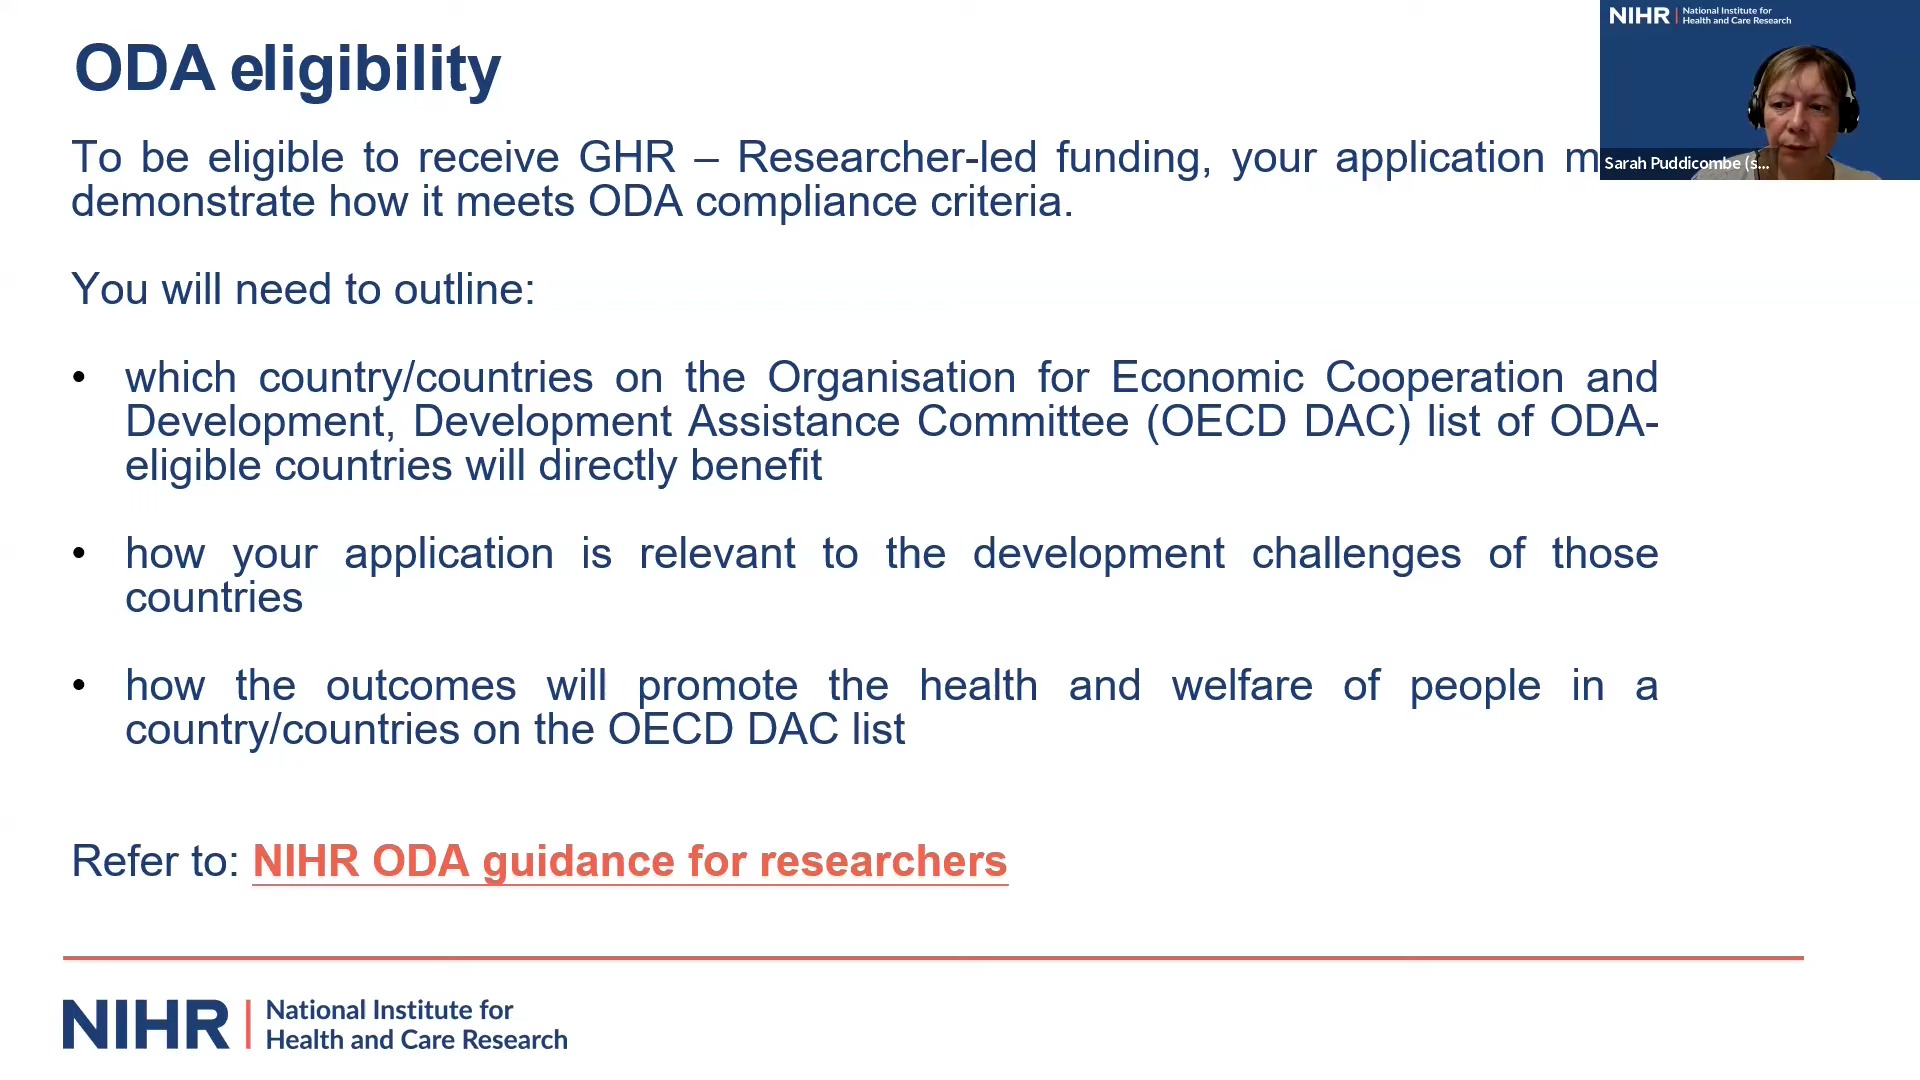 ODA eligibility
NIHR | National Institute for
Health and Care Research
To be eligible to receive GHR – Researcher-led funding, your application m
Sarah Puddicombe (s...
demonstrate how it meets ODA compliance criteria.
You will need to outline:
• which country/countries on the Organisation for Economic Cooperation and
Development, Development Assistance Committee (OECD DAC) list of ODA-
eligible countries will directly benefit
• how your application is relevant to the development challenges of those
countries
• how the outcomes will promote the health and welfare of people in a
country/countries on the OECD DAC list
Refer to: NIHR ODA guidance for researchers
NIHR | National Institute for
Health and Care Research